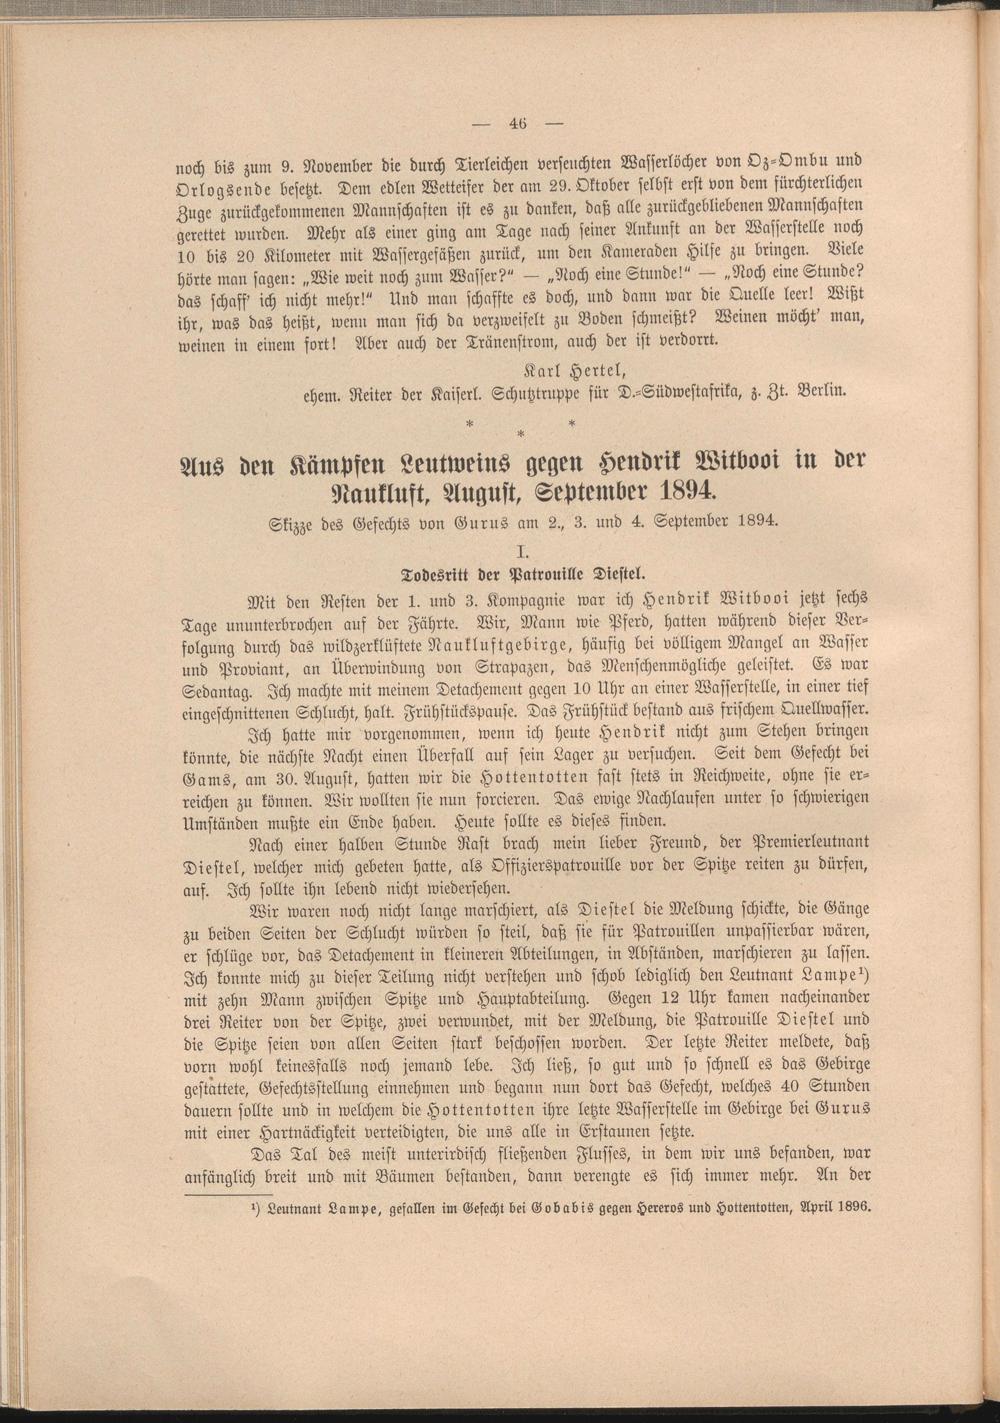 — 46 —
noch bis zum 9. November die durch Tierleichen verseuchten Wasserlöcher von Oz-Ombu und
Orlogsende besetzt. Dem edlen Wetteifer der am 29. Oktober selbst erst von dem fürchterlichen
Zuge zurückgekommenen Mannschaften ist es zu danken, daß alle zurückgebliebenen Mannschaften
gerettet wurden. Mehr als einer ging am Tage nach seiner Ankunft an der Wasserstelle noch
10 bis 20 Kilometer mit Wassergefäßen zurück, um den Kameraden Hilfe zu bringen. Viele
hörte man sagen: „Wie weit noch zum Wasser?“ — „Noch eine Stunde!“ — „Noch eine Stunde?
das schaff' ich nicht mehr!“ Und man schaffte es doch, und dann war die Quelle leer! Wißt
ihr, was das heißt, wenn man sich da verzweifelt zu Boden schmeißt? Weinen möcht' man,
weinen in einem fort! Aber auch der Tränenstrom, auch der ist verdorrt.
Karl Hertel,
ehem. Reiter der Kaiserl. Schutztruppe für D.-Südwestafrika, z. Zt. Berlin.
* * *
Aus den Kämpfen Leutweins gegen Hendrik Witbooi in der
Naukluft, August, September 1894.
Skizze des Gefechts von Gurus am 2., 3. und 4. September 1894.
I.
Todesritt der Patrouille Diestel.
Mit den Resten der 1. und 3. Kompagnie war ich Hendrik Witbooi jetzt sechs
Tage ununterbrochen auf der Fährte. Wir, Mann wie Pferd, hatten während dieser Ver-
folgung durch das wildzerklüftete Naukluftgebirge, häufig bei völligem Mangel an Wasser
und Proviant, an Überwindung von Strapazen, das Menschenmögliche geleistet. Es war
Sedantag. Ich machte mit meinem Detachement gegen 10 Uhr an einer Wasserstelle, in einer tief
eingeschnittenen Schlucht, halt. Frühstückspause. Das Frühstück bestand aus frischem Quellwasser.
Ich hatte mir vorgenommen, wenn ich heute Hendrik nicht zum Stehen bringen
könnte, die nächste Nacht einen Überfall auf sein Lager zu versuchen. Seit dem Gefecht bei
Gams, am 30. August, hatten wir die Hottentotten fast stets in Reichweite, ohne sie er-
reichen zu können. Wir wollten sie nun forcieren. Das ewige Nachlaufen unter so schwierigen
Umständen mußte ein Ende haben. Heute sollte es dieses finden.
Nach einer halben Stunde Rast brach mein lieber Freund, der Premierleutnant
Diestel, welcher mich gebeten hatte, als Offizierspatrouille vor der Spitze reiten zu dürfen,
auf. Ich sollte ihn lebend nicht wiedersehen.
Wir waren noch nicht lange marschiert, als Diestel die Meldung schickte, die Gänge
zu beiden Seiten der Schlucht würden so steil, daß sie für Patrouillen unpassierbar wären,
er schlüge vor, das Detachement in kleineren Abteilungen, in Abständen, marschieren zu lassen.
Ich konnte mich zu dieser Teilung nicht verstehen und schob lediglich den Leutnant Lampe¹)
mit zehn Mann zwischen Spitze und Hauptabteilung. Gegen 12 Uhr kamen nacheinander
drei Reiter von der Spitze, zwei verwundet, mit der Meldung, die Patrouille Diestel und
die Spitze seien von allen Seiten stark beschossen worden. Der letzte Reiter meldete, daß
vorn wohl keinesfalls noch jemand lebe. Ich ließ, so gut und so schnell es das Gebirge
gestattete, Gefechtsstellung einnehmen und begann nun dort das Gefecht, welches 40 Stunden
dauern sollte und in welchem die Hottentotten ihre letzte Wasserstelle im Gebirge bei Gurus
mit einer Hartnäckigkeit verteidigten, die uns alle in Erstaunen setzte.
Das Tal des meist unterirdisch fließenden Flusses, in dem wir uns befanden, war
anfänglich breit und mit Bäumen bestanden, dann verengte es sich immer mehr. An der
¹) Leutnant Lampe, gefallen im Gefecht bei Gobabis gegen Hereros und Hottentotten, April 1896.